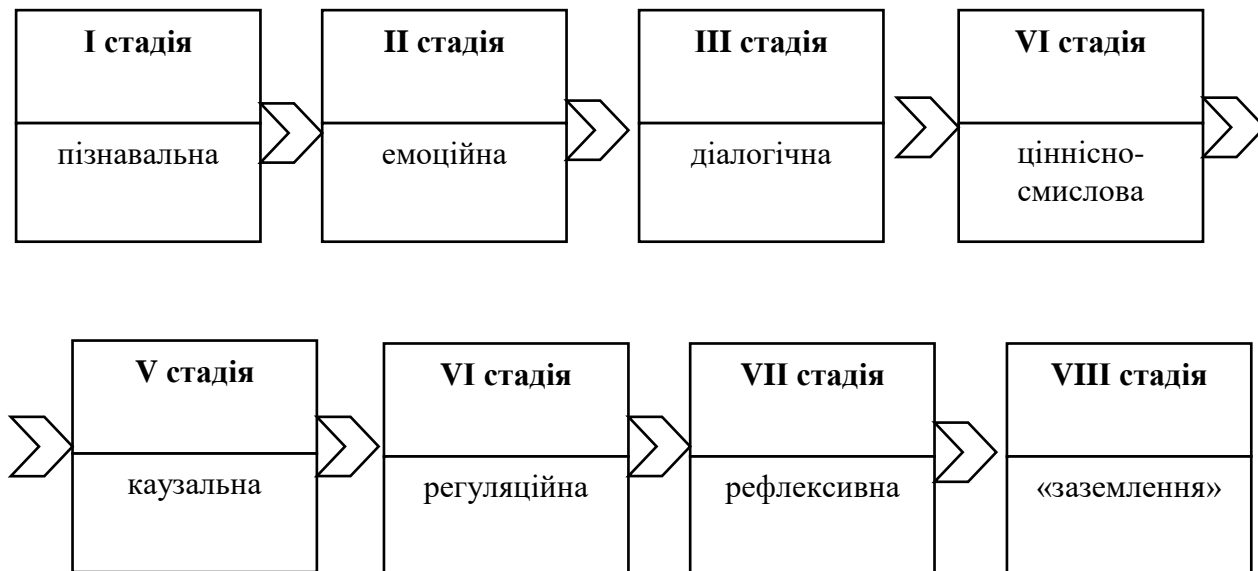 I стадія
пізнавальна
II стадія
емоційна
III стадія
діалогічна
VI стадія
ціннісно-
смислова
V стадія
каузальна
VI стадія
регуляційна
VII стадія
рефлексивна
VIII стадія
«заземлення»